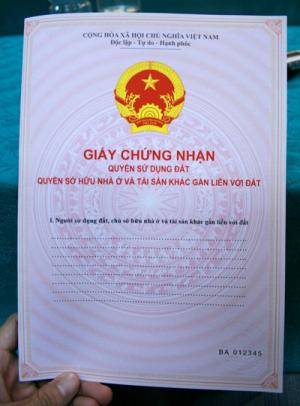 CỘNG HÒA XÃ HỘI CHỦ NGHĨA VIỆT NAM
Độc lập - Tự do - Hạnh phúc
GIẤY CHỨNG NHẬN
QUYỀN SỬ DỤNG ĐẤT
QUYỀN SỞ HỮU NHÀ Ở VÀ TÀI SẢN KHÁC GẮN LIỀN VỚI ĐẤT
I. Người sử dụng đất, chủ sở hữu nhà ở và tài sản khác gắn liền với đất
BA 012345